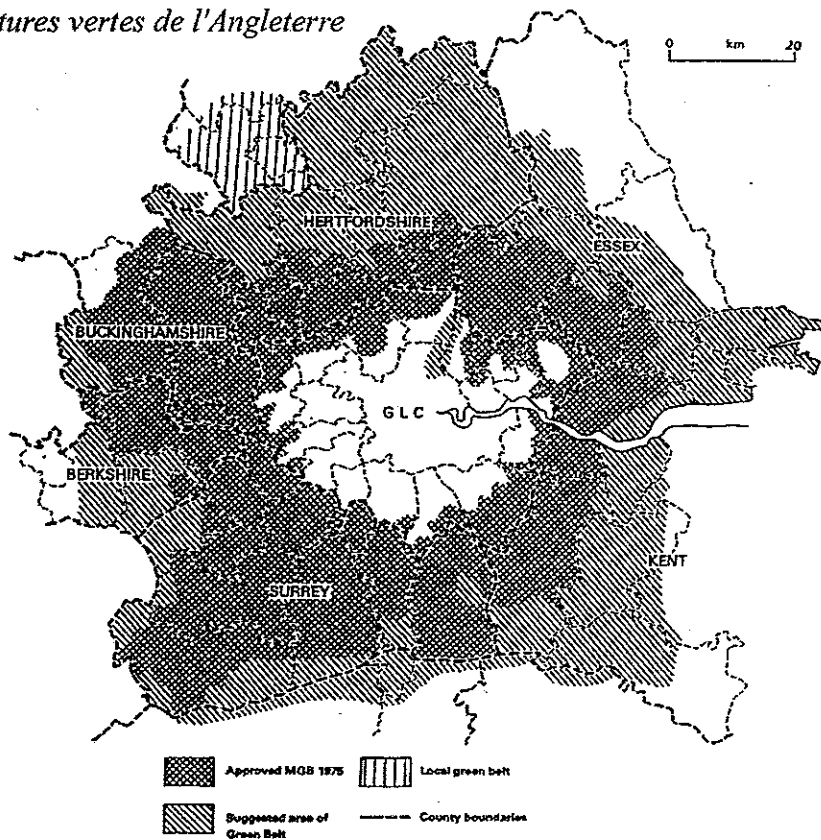 tures vertes de l'Angleterre
0 km 20
HERTFORDSHIRE
ESSEX
BUCKINGHAMSHIRE
GLC
BERKSHIRE
KENT
SURREY
Approved MGB 1975
Local green belt
Suggested area of
Green Belt
County boundaries